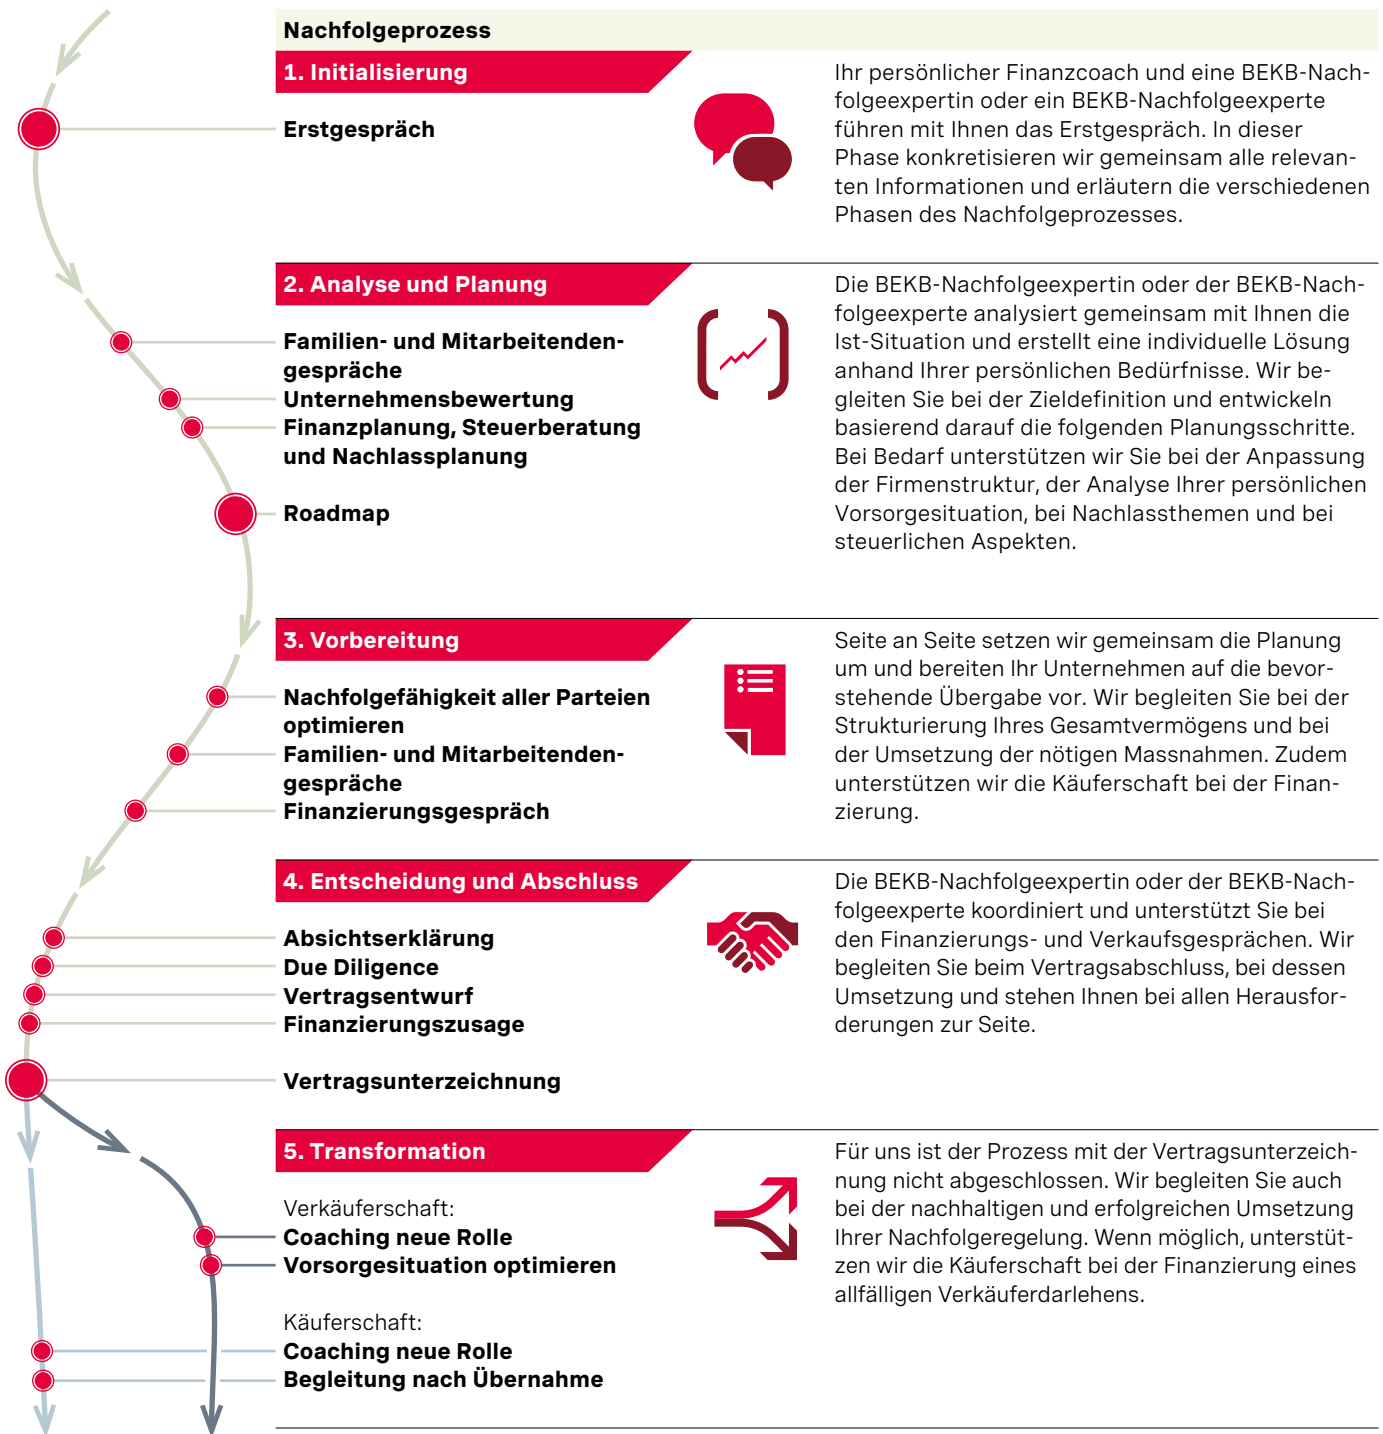 Nachfolgeprozess
1. Initialisierung
Erstgespräch
Ihr persönlicher Finanzcoach und eine BEKB-Nach-
folgeexpertin oder ein BEKB-Nachfolgeexperte
führen mit Ihnen das Erstgespräch. In dieser
Phase konkretisieren wir gemeinsam alle relevan-
ten Informationen und erläutern die verschiedenen
Phasen des Nachfolgeprozesses.
2. Analyse und Planung
Familien- und Mitarbeitenden-
gespräche
Unternehmensbewertung
Finanzplanung, Steuerberatung
und Nachlassplanung
Roadmap
Die BEKB-Nachfolgeexpertin oder der BEKB-Nach-
folgeexperte analysiert gemeinsam mit Ihnen die
Ist-Situation und erstellt eine individuelle Lösung
anhand Ihrer persönlichen Bedürfnisse. Wir be-
gleiten Sie bei der Zieldefinition und entwickeln
basierend darauf die folgenden Planungsschritte.
Bei Bedarf unterstützen wir Sie bei der Anpassung
der Firmenstruktur, der Analyse Ihrer persönlichen
Vorsorgesituation, bei Nachlassthemen und bei
steuerlichen Aspekten.
3. Vorbereitung
Nachfolgefähigkeit aller Parteien
optimieren
Familien- und Mitarbeitenden-
gespräche
Finanzierungsgespräch
Seite an Seite setzen wir gemeinsam die Planung
um und bereiten Ihr Unternehmen auf die bevor-
stehende Übergabe vor. Wir begleiten Sie bei der
Strukturierung Ihres Gesamtvermögens und bei
der Umsetzung der nötigen Massnahmen. Zudem
unterstützen wir die Käuferschaft bei der Finan-
zierung.
4. Entscheidung und Abschluss
Absichtserklärung
Due Diligence
Vertragsentwurf
Finanzierungszusage
Vertragsunterzeichnung
Die BEKB-Nachfolgeexpertin oder der BEKB-Nach-
folgeexperte koordiniert und unterstützt Sie bei
den Finanzierungs- und Verkaufsgesprächen. Wir
begleiten Sie beim Vertragsabschluss, bei dessen
Umsetzung und stehen Ihnen bei allen Herausfor-
derungen zur Seite.
5. Transformation
Verkäuferschaft:
Coaching neue Rolle
Vorsorgesituation optimieren
Käuferschaft:
Coaching neue Rolle
Begleitung nach Übernahme
Für uns ist der Prozess mit der Vertragsunterzeich-
nung nicht abgeschlossen. Wir begleiten Sie auch
bei der nachhaltigen und erfolgreichen Umsetzung
Ihrer Nachfolgeregelung. Wenn möglich, unterstüt-
zen wir die Käuferschaft bei der Finanzierung eines
allfälligen Verkäuferdarlehens.